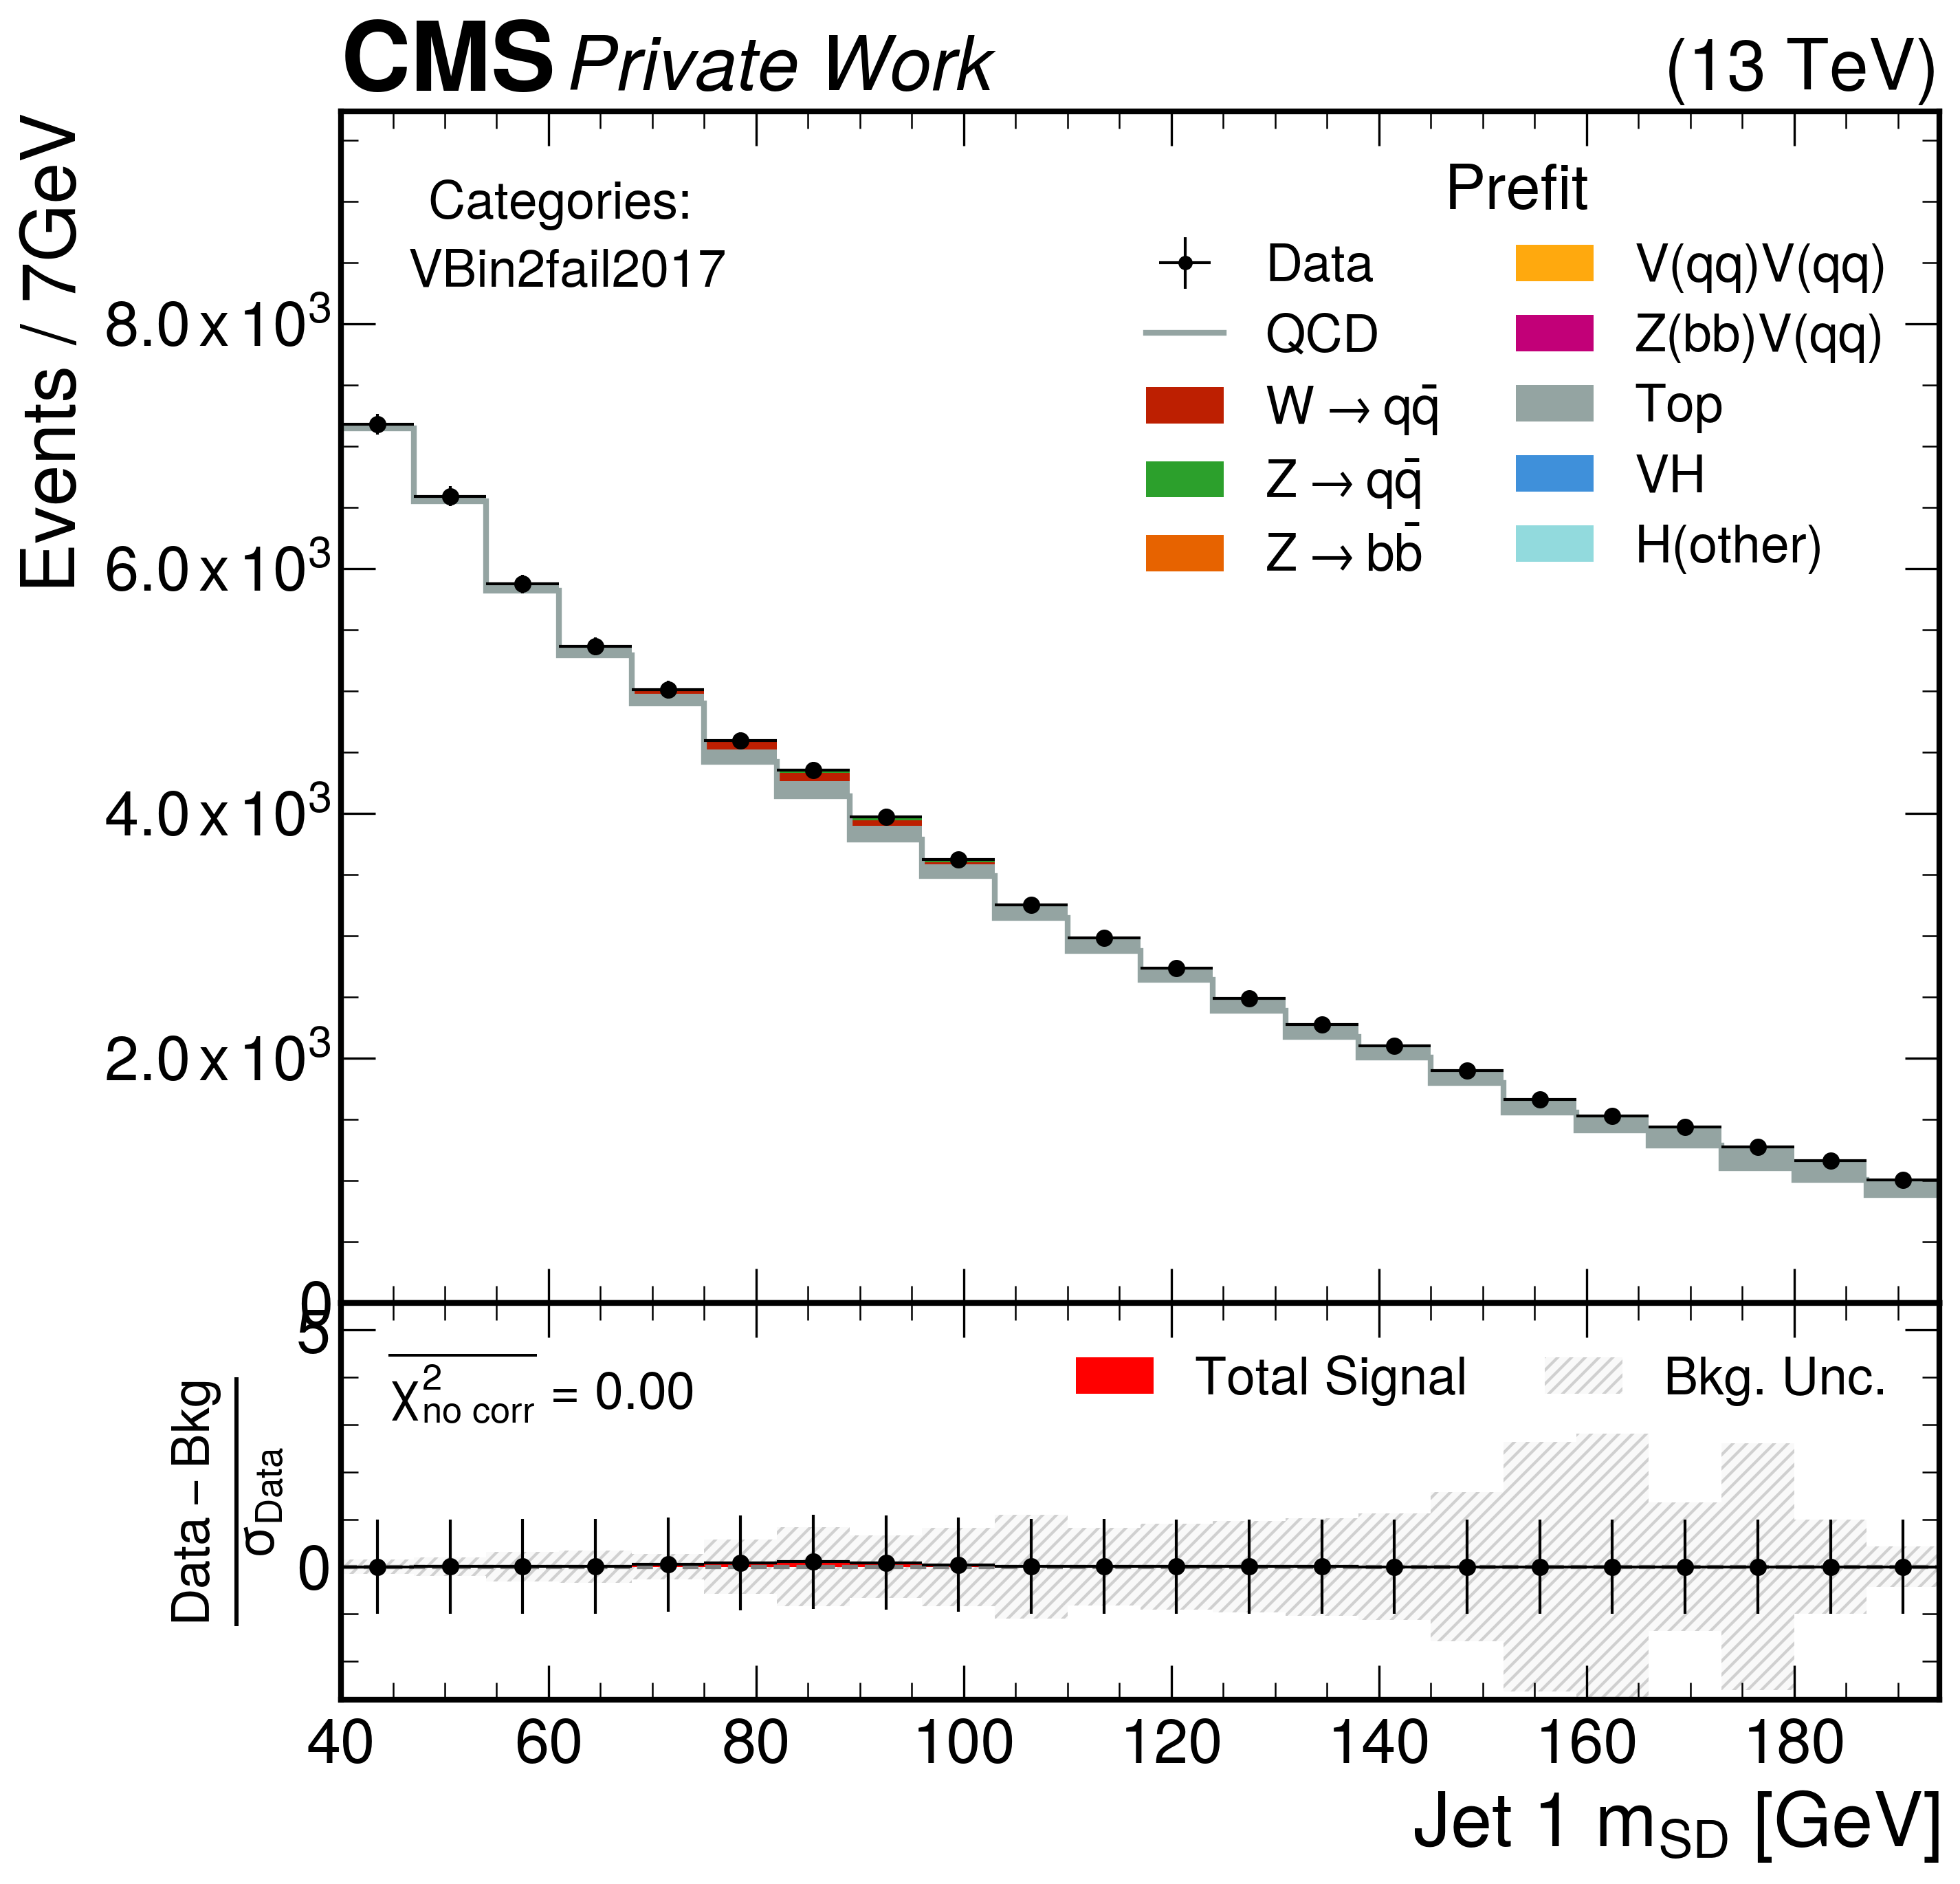 CMS Private Work (13 TeV)
Events / 7GeV
Categories:
VBin2fail2017
Prefit
Data
QCD
W → qq̄
Z → qq̄
Z → bb̄
V(qq)V(qq)
Z(bb)V(qq)
Top
VH
H(other)
8.0 x 10³
6.0 x 10³
4.0 x 10³
2.0 x 10³
0
5
0
Data − Bkg
σ_Data
χ²_no corr = 0.00
Total Signal
Bkg. Unc.
40 60 80 100 120 140 160 180
Jet 1 m_SD [GeV]